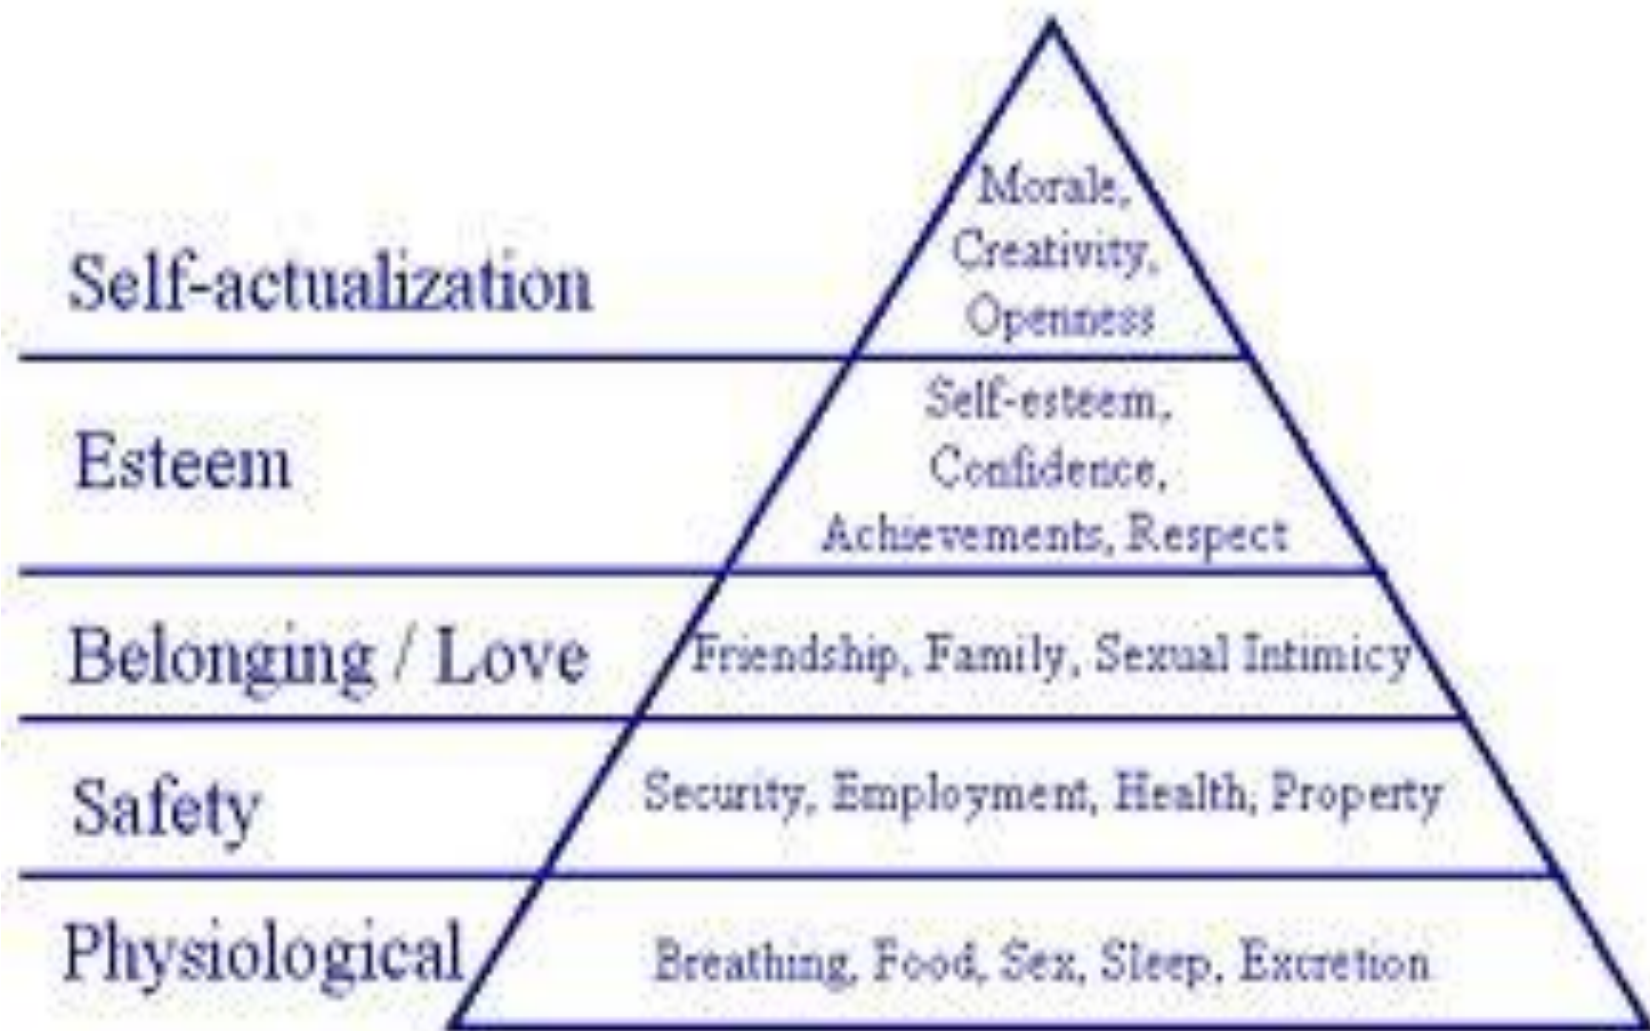 Morale,
Creativity,
Self-actualization
Openness
Self-esteem,
Esteem
Confidence,
Achievements, Respect
Belonging / Love
Friendship, Family, Sexual Intimicy
Safety
Security, Employment, Health, Property
Physiological
Breathing, Food, Sex, Sleep, Excretion